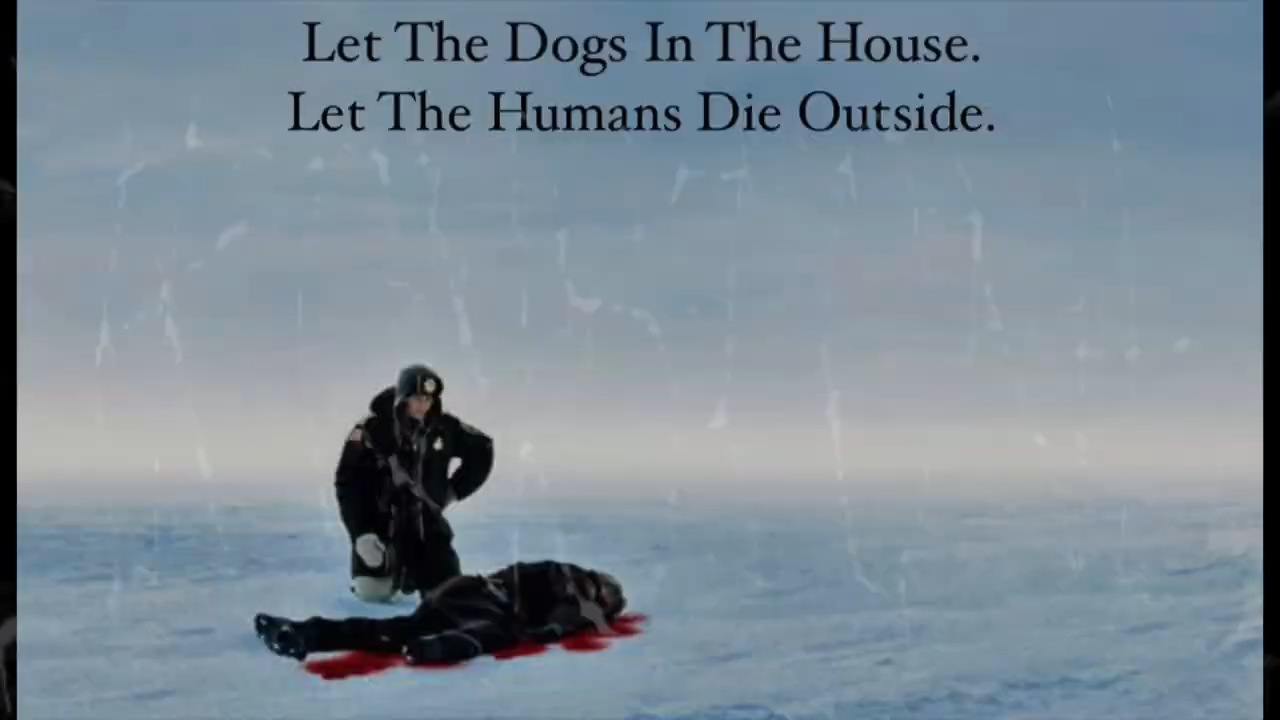 Let The Dogs In The House.
Let The Humans Die Outside.